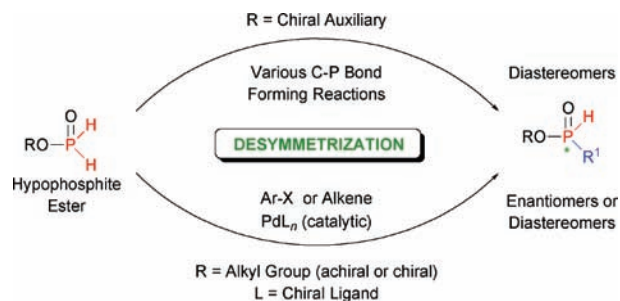 R = Chiral Auxiliary
Various C-P Bond
Forming Reactions
Diastereomers
O
RO
P
H
H
Hypophosphite
Ester
DESYMMETRIZATION
O
RO
P
H
*
R¹
Ar-X or Alkene
PdLₙ (catalytic)
Enantiomers or
Diastereomers
R = Alkyl Group (achiral or chiral)
L = Chiral Ligand